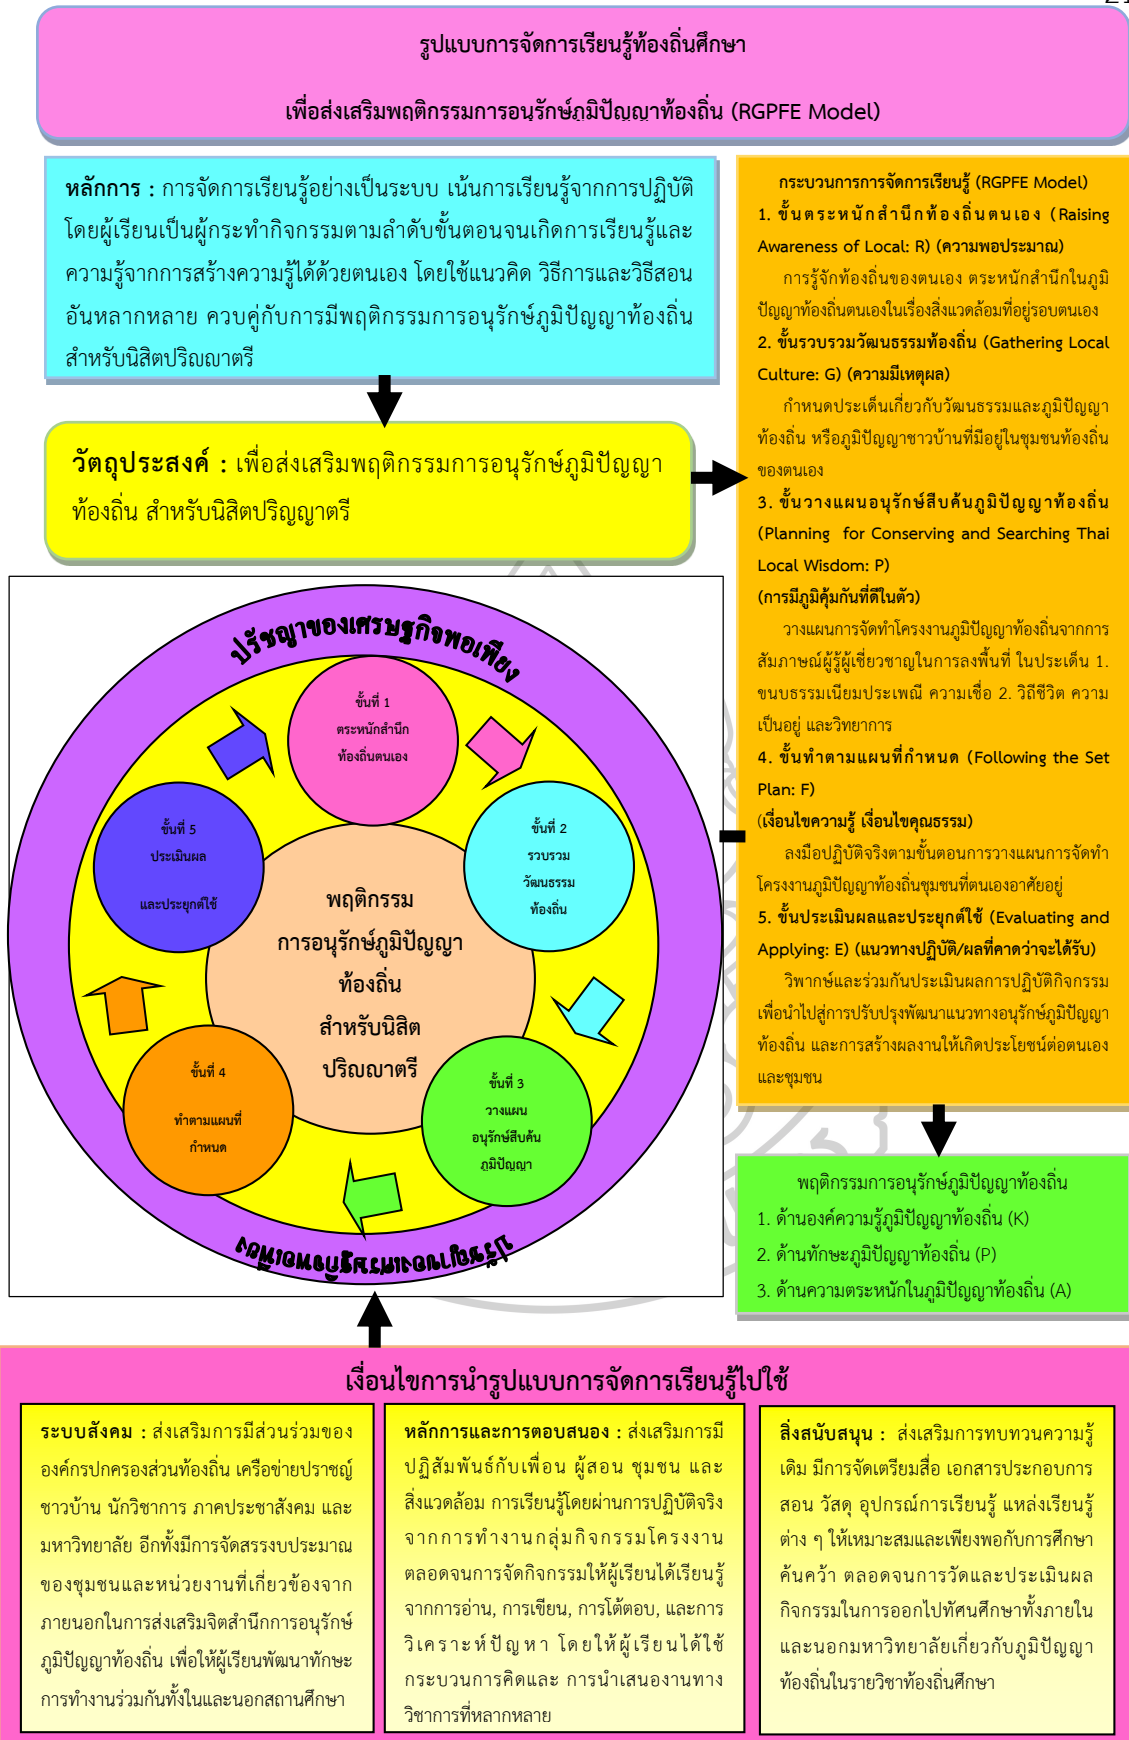 รูปแบบการจัดการเรียนรู้ท้องถิ่นศึกษา
เพื่อส่งเสริมพฤติกรรมการอนุรักษ์ภูมิปัญญาท้องถิ่น (RGPFE Model)
หลักการ : การจัดการเรียนรู้อย่างเป็นระบบ เน้นการเรียนรู้จากการปฏิบัติ
โดยผู้เรียนเป็นผู้กระทำกิจกรรมตามลำดับขั้นตอนจนเกิดการเรียนรู้และ
ความรู้จากการสร้างความรู้ได้ด้วยตนเอง โดยใช้แนวคิด วิธีการและวิธีสอน
อันหลากหลาย ควบคู่กับการมีพฤติกรรมการอนุรักษ์ภูมิปัญญาท้องถิ่น
สำหรับนิสิตปริญญาตรี
วัตถุประสงค์ : เพื่อส่งเสริมพฤติกรรมการอนุรักษ์ภูมิปัญญา
ท้องถิ่น สำหรับนิสิตปริญญาตรี
กระบวนการการจัดการเรียนรู้ (RGPFE Model)
1. ขั้นตระหนักสำนึกท้องถิ่นตนเอง (Raising
Awareness of Local: R) (ความพอประมาณ)
การรู้จักท้องถิ่นของตนเอง ตระหนักสำนึกในภูมิ
ปัญญาท้องถิ่นตนเองในเรื่องสิ่งแวดล้อมที่อยู่รอบตนเอง
2. ขั้นรวบรวมวัฒนธรรมท้องถิ่น (Gathering Local
Culture: G) (ความมีเหตุผล)
กำหนดประเด็นเกี่ยวกับวัฒนธรรมและภูมิปัญญา
ท้องถิ่น หรือภูมิปัญญาชาวบ้านที่มีอยู่ในชุมชนท้องถิ่น
ของตนเอง
3. ขั้นวางแผนอนุรักษ์สืบค้นภูมิปัญญาท้องถิ่น
(Planning for Conserving and Searching Thai
Local Wisdom: P)
(การมีภูมิคุ้มกันที่ดีในตัว)
วางแผนการจัดทำโครงงานภูมิปัญญาท้องถิ่นจากการ
สัมภาษณ์ผู้รู้ผู้เชี่ยวชาญในการลงพื้นที่ ในประเด็น 1.
ขนบธรรมเนียมประเพณี ความเชื่อ 2. วิถีชีวิต ความ
เป็นอยู่ และวิทยาการ
4. ขั้นทำตามแผนที่กำหนด (Following the Set
Plan: F)
(เงื่อนไขความรู้ เงื่อนไขคุณธรรม)
ลงมือปฏิบัติจริงตามขั้นตอนการวางแผนการจัดทำ
โครงงานภูมิปัญญาท้องถิ่นชุมชนที่ตนเองอาศัยอยู่
5. ขั้นประเมินผลและประยุกต์ใช้ (Evaluating and
Applying: E) (แนวทางปฏิบัติ/ผลที่คาดว่าจะได้รับ)
วิพากษ์และร่วมกันประเมินผลการปฏิบัติกิจกรรม
เพื่อนำไปสู่การปรับปรุงพัฒนาแนวทางอนุรักษ์ภูมิปัญญา
ท้องถิ่น และการสร้างผลงานให้เกิดประโยชน์ต่อตนเอง
และชุมชน
ปรัชญาของเศรษฐกิจพอเพียง
ขั้นที่ 1
ตระหนักสำนึก
ท้องถิ่นตนเอง
ขั้นที่ 2
รวบรวม
วัฒนธรรม
ท้องถิ่น
ขั้นที่ 3
วางแผน
อนุรักษ์สืบค้น
ภูมิปัญญา
ขั้นที่ 4
ทำตามแผนที่
กำหนด
ขั้นที่ 5
ประเมินผล
และประยุกต์ใช้
พฤติกรรม
การอนุรักษ์ภูมิปัญญา
ท้องถิ่น
สำหรับนิสิต
ปริญญาตรี
ปรัชญาของเศรษฐกิจพอเพียง
พฤติกรรมการอนุรักษ์ภูมิปัญญาท้องถิ่น
1. ด้านองค์ความรู้ภูมิปัญญาท้องถิ่น (K)
2. ด้านทักษะภูมิปัญญาท้องถิ่น (P)
3. ด้านความตระหนักในภูมิปัญญาท้องถิ่น (A)
เงื่อนไขการนำรูปแบบการจัดการเรียนรู้ไปใช้
ระบบสังคม : ส่งเสริมการมีส่วนร่วมของ
องค์กรปกครองส่วนท้องถิ่น เครือข่ายปราชญ์
ชาวบ้าน นักวิชาการ ภาคประชาสังคม และ
มหาวิทยาลัย อีกทั้งมีการจัดสรรงบประมาณ
ของชุมชนและหน่วยงานที่เกี่ยวข้องจาก
ภายนอกในการส่งเสริมจิตสำนึกการอนุรักษ์
ภูมิปัญญาท้องถิ่น เพื่อให้ผู้เรียนพัฒนาทักษะ
การทำงานร่วมกันทั้งในและนอกสถานศึกษา
หลักการและการตอบสนอง : ส่งเสริมการมี
ปฏิสัมพันธ์กับเพื่อน ผู้สอน ชุมชน และ
สิ่งแวดล้อม การเรียนรู้โดยผ่านการปฏิบัติจริง
จากการทำงานกลุ่มกิจกรรมโครงงาน
ตลอดจนการจัดกิจกรรมให้ผู้เรียนได้เรียนรู้
จากการอ่าน, การเขียน, การโต้ตอบ, และการ
วิเคราะห์ปัญหา โดยให้ผู้เรียนได้ใช้
กระบวนการคิดและ การนำเสนองานทาง
วิชาการที่หลากหลาย
สิ่งสนับสนุน : ส่งเสริมการทบทวนความรู้
เดิม มีการจัดเตรียมสื่อ เอกสารประกอบการ
สอน วัสดุ อุปกรณ์การเรียนรู้ แหล่งเรียนรู้
ต่าง ๆ ให้เหมาะสมและเพียงพอกับการศึกษา
ค้นคว้า ตลอดจนการวัดและประเมินผล
กิจกรรมในการออกไปทัศนศึกษาทั้งภายใน
และนอกมหาวิทยาลัยเกี่ยวกับภูมิปัญญา
ท้องถิ่นในรายวิชาท้องถิ่นศึกษา